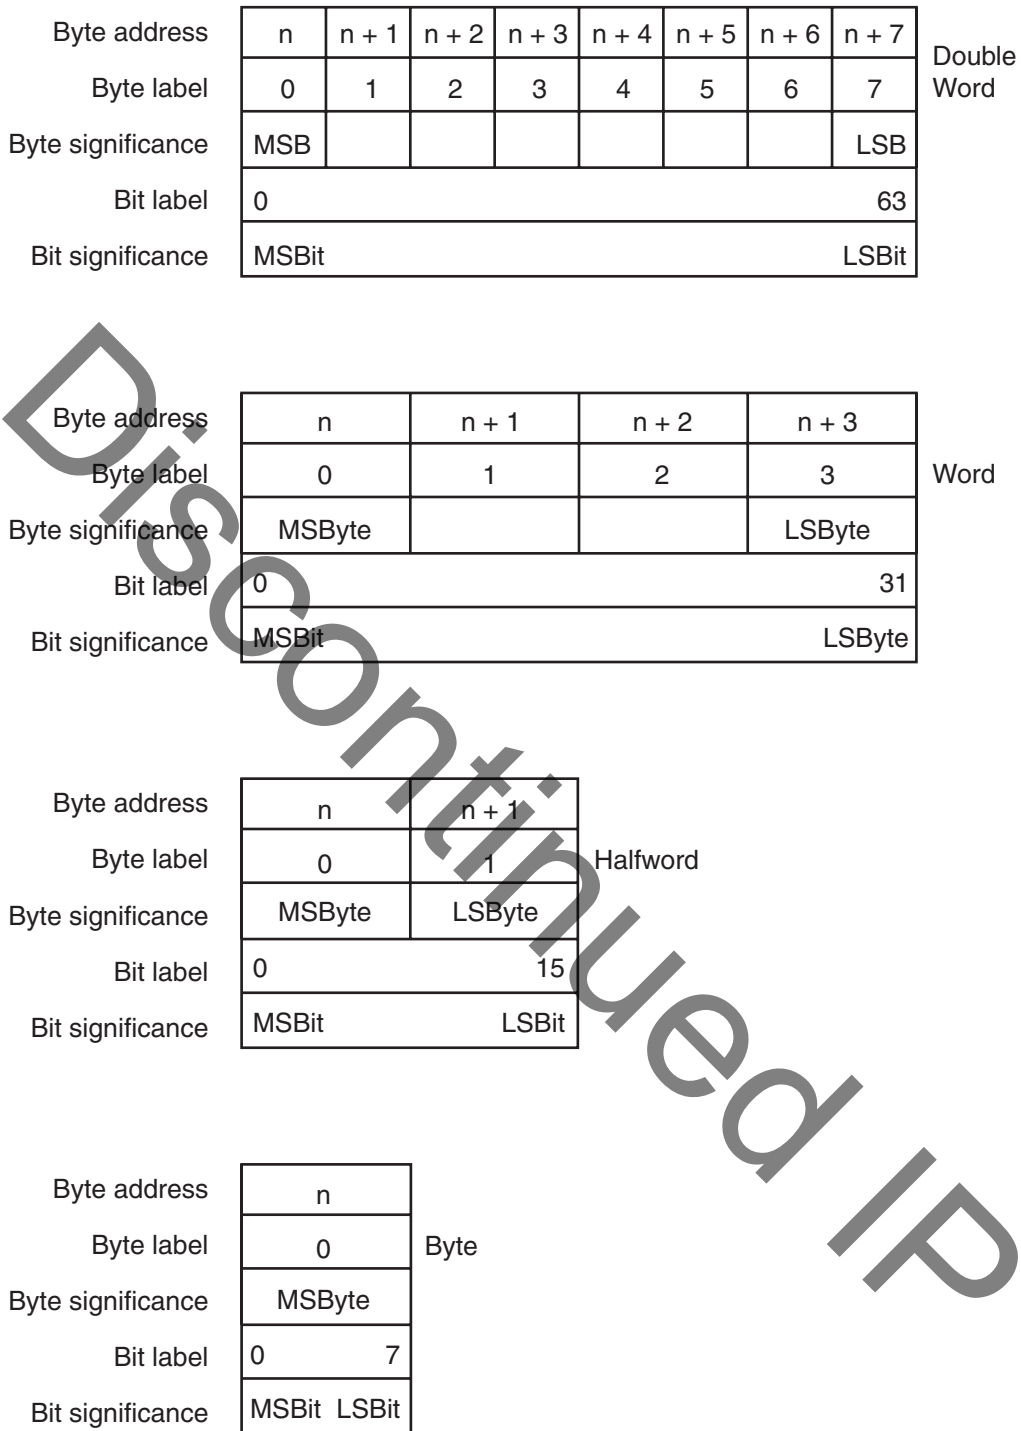 Byte address n n + 1 n + 2 n + 3 n + 4 n + 5 n + 6 n + 7
Double
Byte label 0 1 2 3 4 5 6 7 Word
Byte significance MSB LSB
Bit label 0 63
Bit significance MSBit LSBit
Byte address n n + 1 n + 2 n + 3
Byte label 0 1 2 3 Word
Byte significance MSByte LSByte
Bit label 0 31
Bit significance MSBit LSByte
Byte address n n + 1
Byte label 0 1 Halfword
Byte significance MSByte LSByte
Bit label 0 15
Bit significance MSBit LSBit
Byte address n
Byte label 0 Byte
Byte significance MSByte
Bit label 0 7
Bit significance MSBit LSBit
Discontinued IP